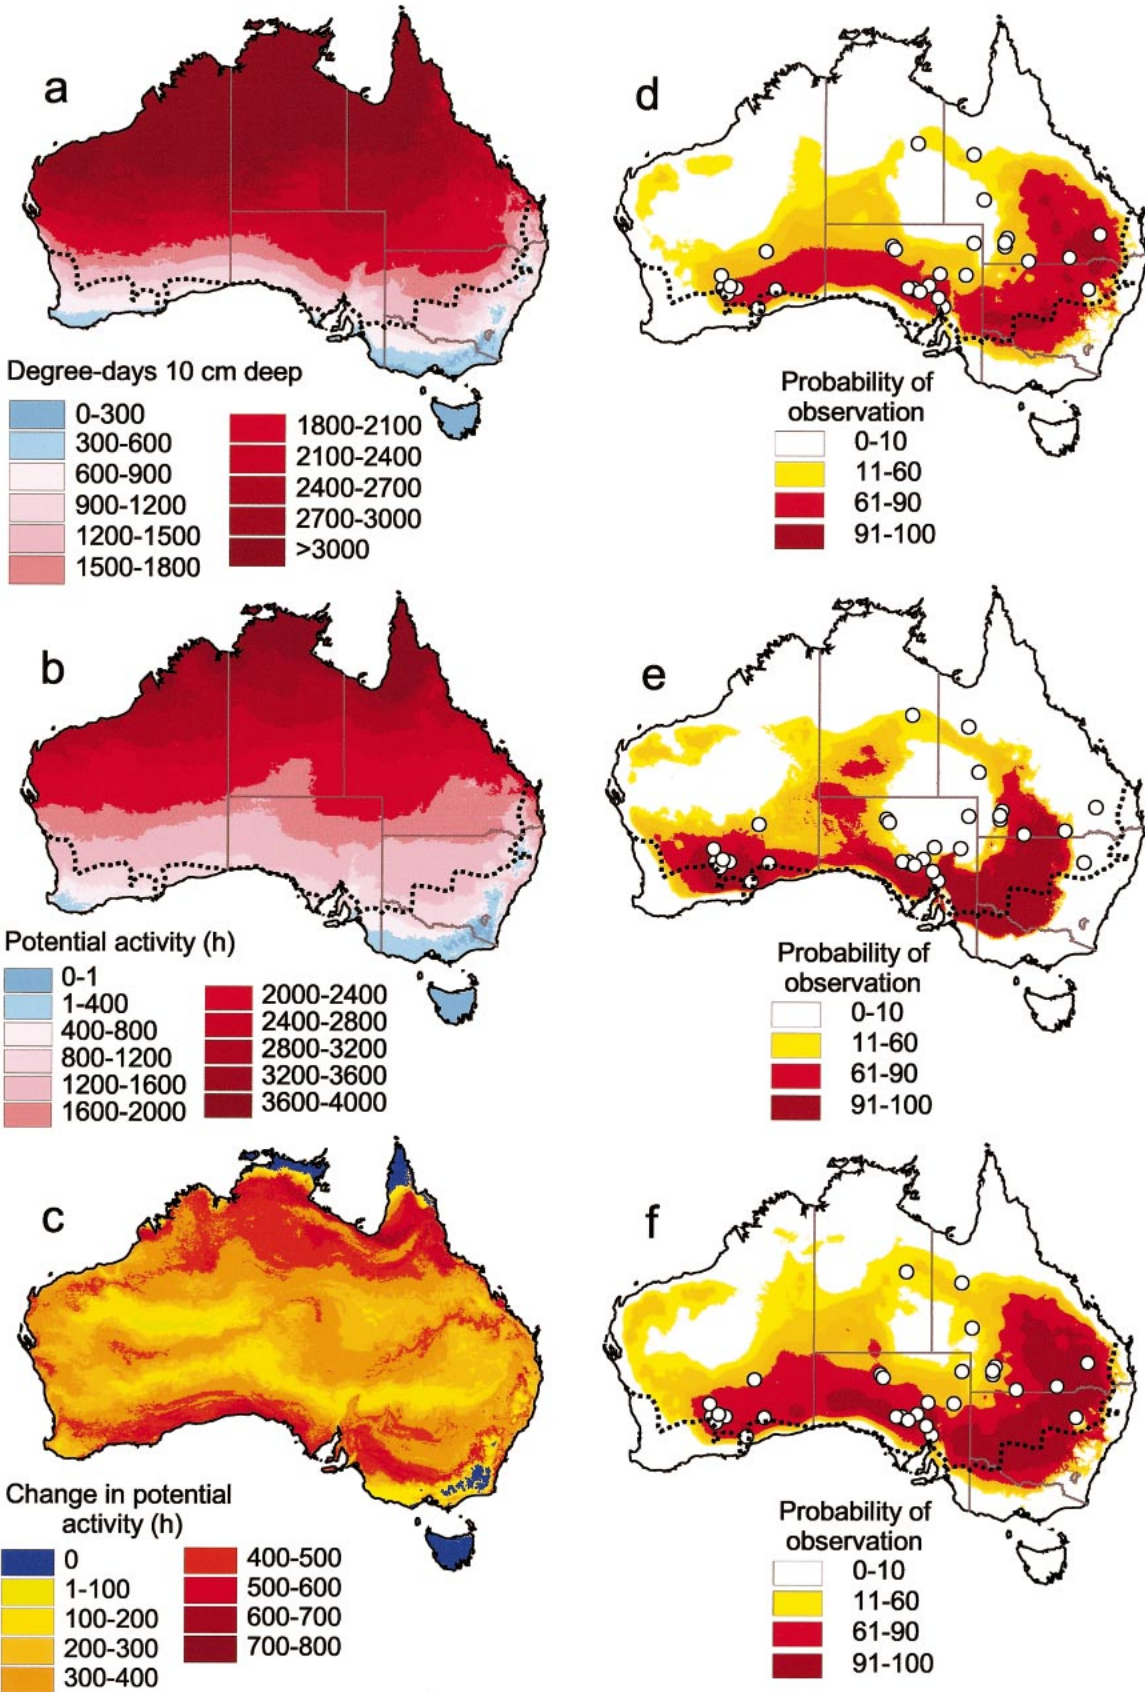 a
Degree-days 10 cm deep
0-300
300-600
600-900
900-1200
1200-1500
1500-1800
1800-2100
2100-2400
2400-2700
2700-3000
>3000
d
Probability of
observation
0-10
11-60
61-90
91-100
b
Potential activity (h)
0-1
1-400
400-800
800-1200
1200-1600
1600-2000
2000-2400
2400-2800
2800-3200
3200-3600
3600-4000
e
Probability of
observation
0-10
11-60
61-90
91-100
c
Change in potential
activity (h)
0
1-100
100-200
200-300
300-400
400-500
500-600
600-700
700-800
f
Probability of
observation
0-10
11-60
61-90
91-100